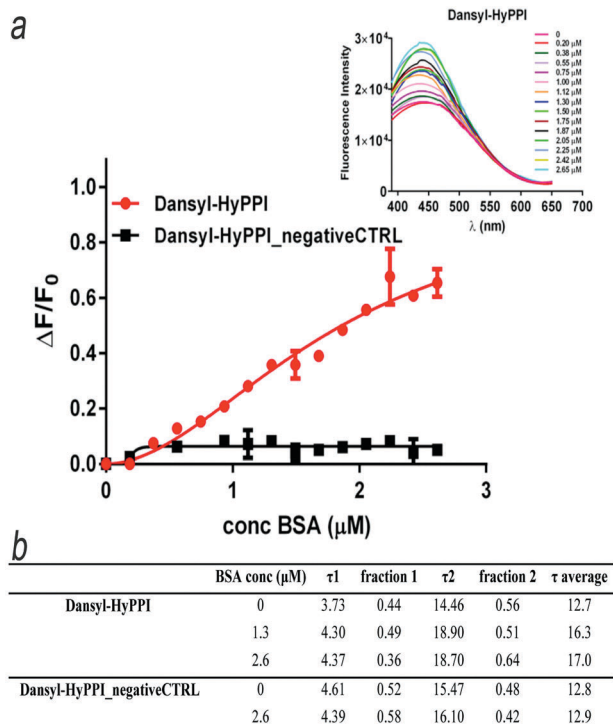 a
Dansyl-HyPPI
Fluorescence Intensity
3×10⁴
2×10⁴
1×10⁴
0
400 450 500 550 600 650 700
λ (nm)
0
0.20 μM
0.38 μM
0.55 μM
0.75 μM
1.00 μM
1.12 μM
1.30 μM
1.50 μM
1.75 μM
1.87 μM
2.05 μM
2.25 μM
2.42 μM
2.65 μM
Dansyl-HyPPI
Dansyl-HyPPI_negativeCTRL
ΔF/F0
1.0
0.8
0.6
0.4
0.2
0.0
0 1 2 3
conc BSA (μM)
b
BSA conc (μM) τ1 fraction 1 τ2 fraction 2 τ average
Dansyl-HyPPI 0 3.73 0.44 14.46 0.56 12.7
1.3 4.30 0.49 18.90 0.51 16.3
2.6 4.37 0.36 18.70 0.64 17.0
Dansyl-HyPPI_negativeCTRL 0 4.61 0.52 15.47 0.48 12.8
2.6 4.39 0.58 16.10 0.42 12.9